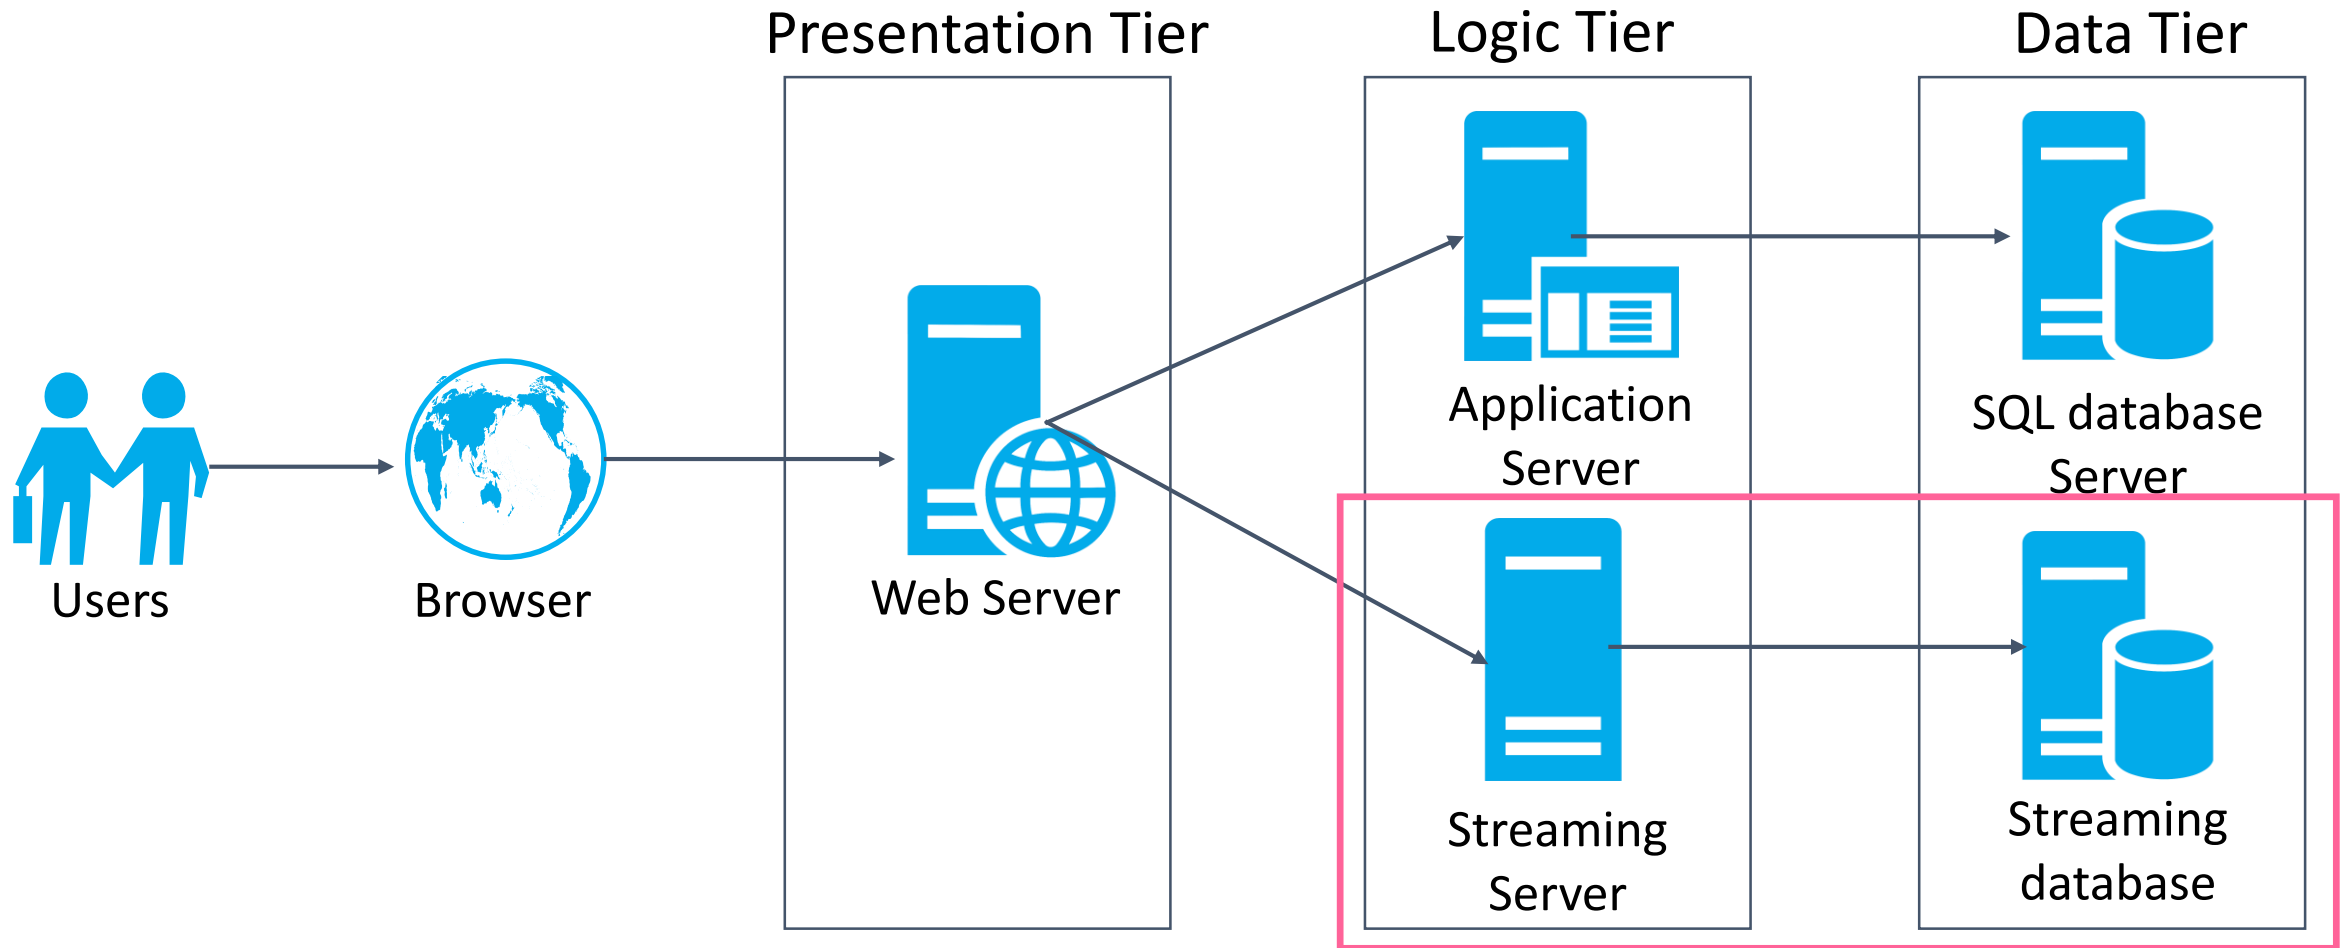 Presentation Tier
Logic Tier
Data Tier
Application
Server
SQL database
Server
Users
Browser
Web Server
Streaming
Server
Streaming
database